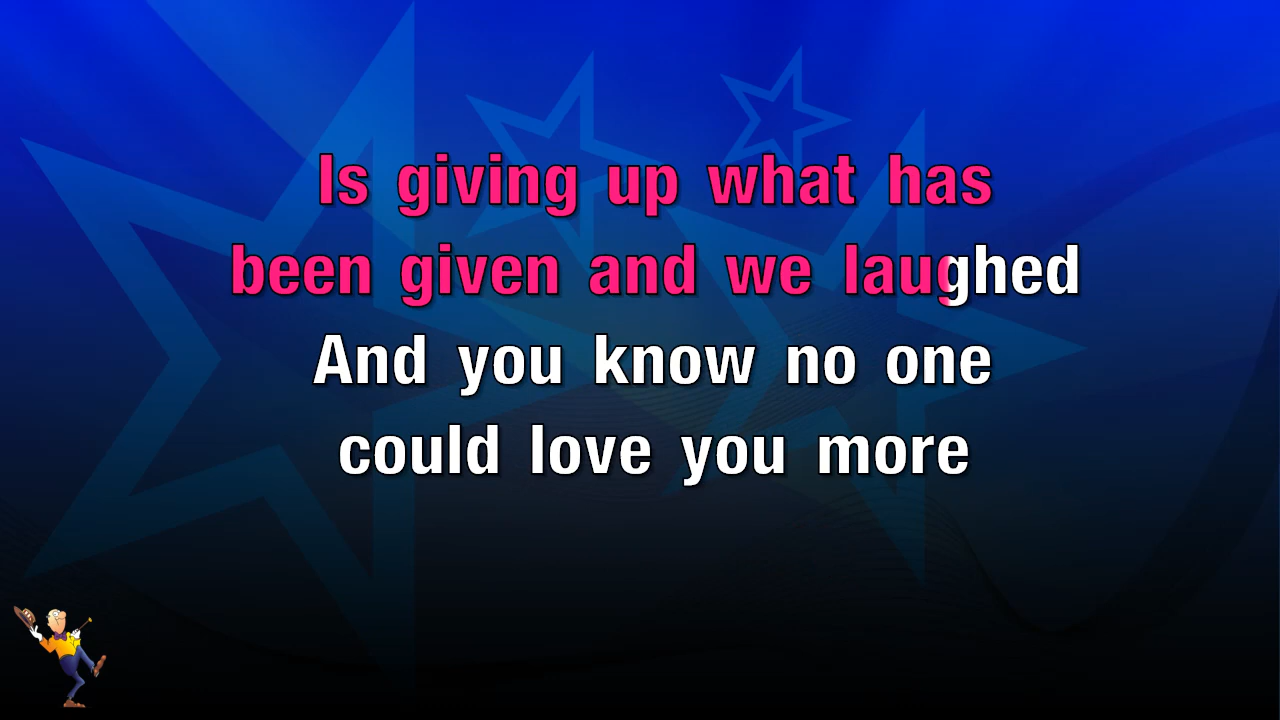 Is giving up what has
been given and we laughed
And you know no one
could love you more